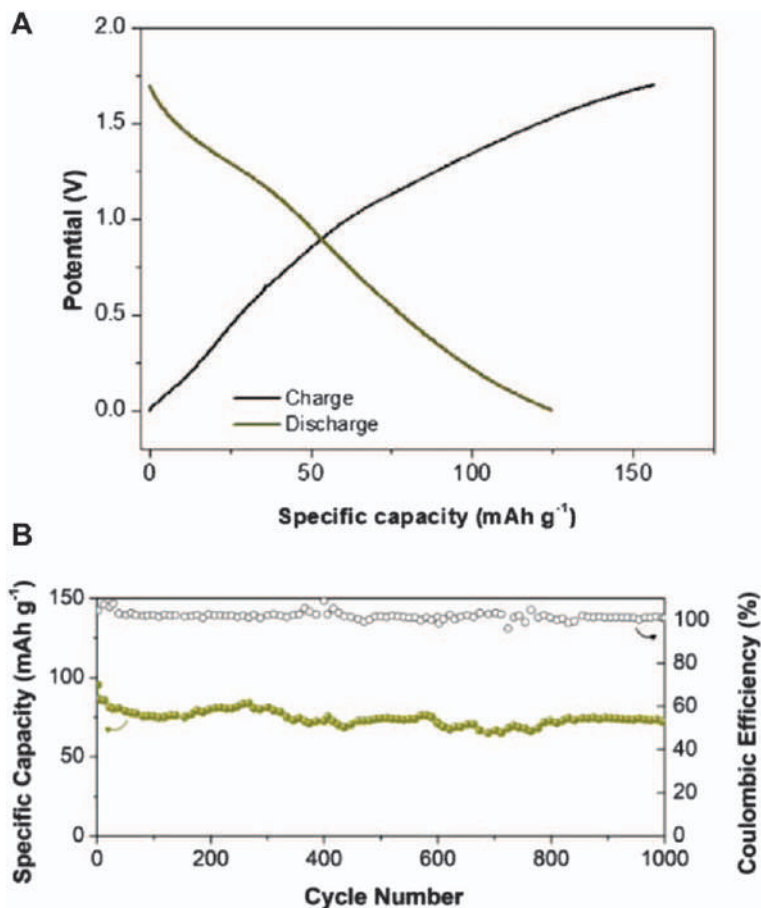 A
2.0
1.5
1.0
0.5
0.0
Potential (V)
Charge
Discharge
0 50 100 150
Specific capacity (mAh g⁻¹)
B
150
100
50
0
Specific Capacity (mAh g⁻¹)
100
80
60
40
20
0
Coulombic Efficiency (%)
0 200 400 600 800 1000
Cycle Number